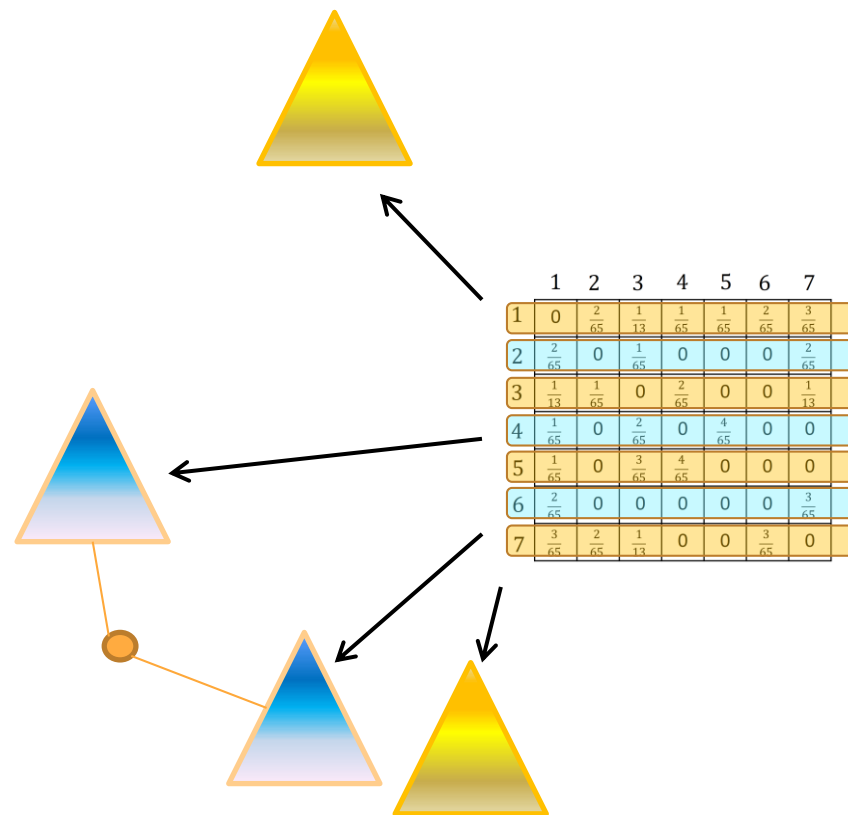 1 2 3 4 5 6 7
1 0 2/65 1/13 1/65 1/65 2/65 3/65
2 2/65 0 1/65 0 0 0 2/65
3 1/13 1/65 0 2/65 0 0 1/13
4 1/65 0 2/65 0 4/65 0 0
5 1/65 0 3/65 4/65 0 0 0
6 2/65 0 0 0 0 0 3/65
7 3/65 2/65 1/13 0 0 3/65 0